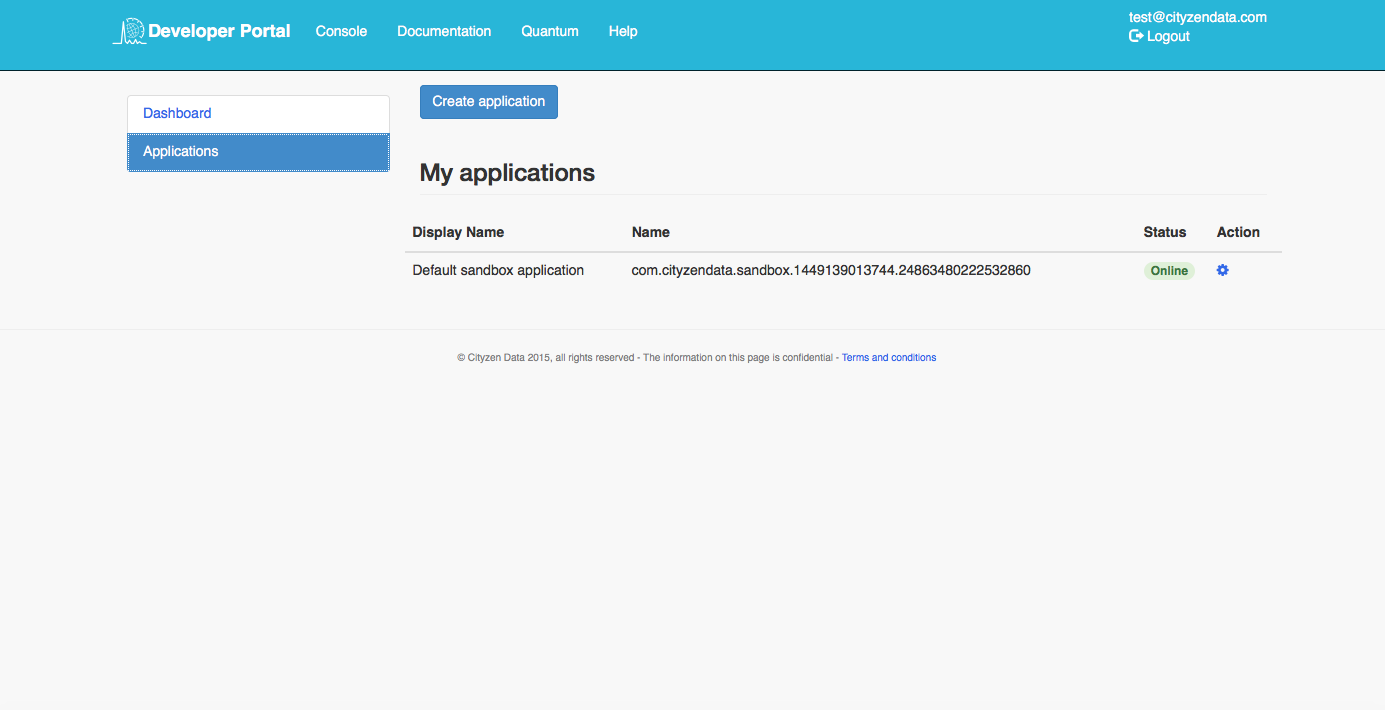 Developer Portal Console Documentation Quantum Help
test@cityzendata.com
Logout
Dashboard
Applications
Create application
My applications
Display Name Name Status Action
Default sandbox application com.cityzendata.sandbox.1449139013744.24863480222532860 Online
© Cityzen Data 2015, all rights reserved - The information on this page is confidential - Terms and conditions